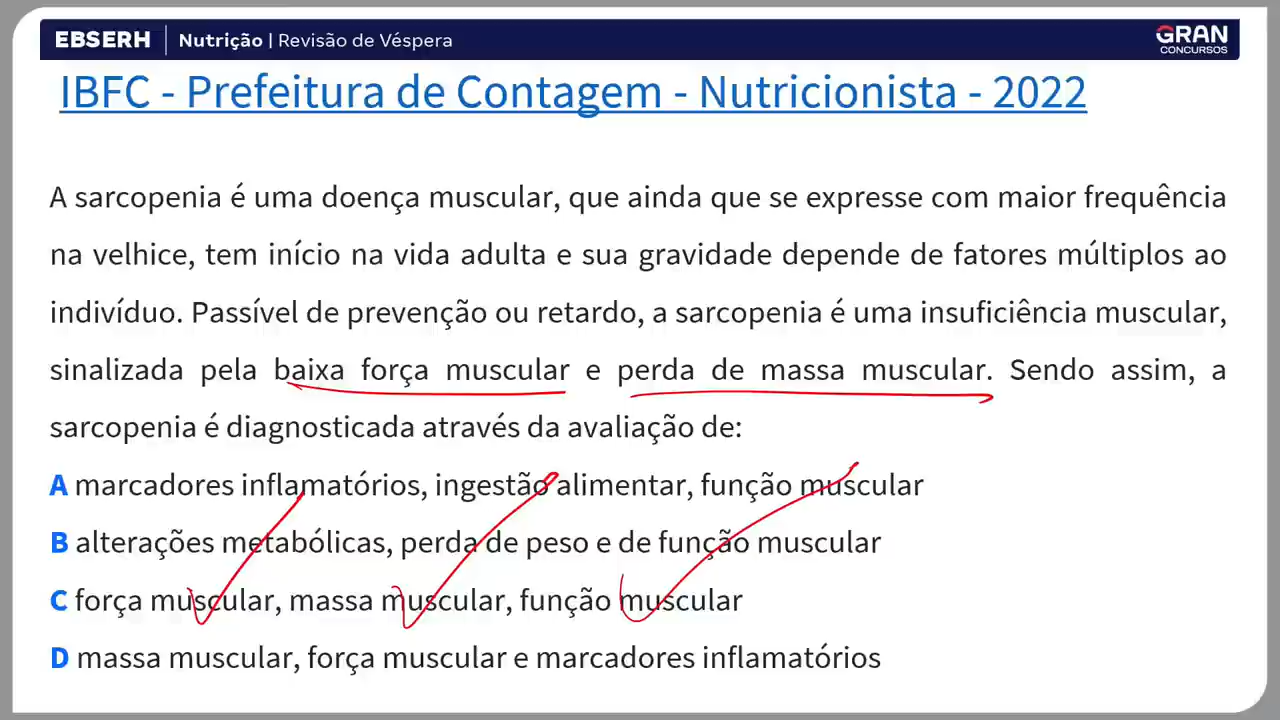 EBSERH | Nutrição | Revisão de Véspera
GRAN
CONCURSOS
IBFC - Prefeitura de Contagem - Nutricionista - 2022
A sarcopenia é uma doença muscular, que ainda que se expresse com maior frequência
na velhice, tem início na vida adulta e sua gravidade depende de fatores múltiplos ao
indivíduo. Passível de prevenção ou retardo, a sarcopenia é uma insuficiência muscular,
sinalizada pela baixa força muscular e perda de massa muscular. Sendo assim, a
sarcopenia é diagnosticada através da avaliação de:
A marcadores inflamatórios, ingestão alimentar, função muscular
B alterações metabólicas, perda de peso e de função muscular
C força muscular, massa muscular, função muscular
D massa muscular, força muscular e marcadores inflamatórios